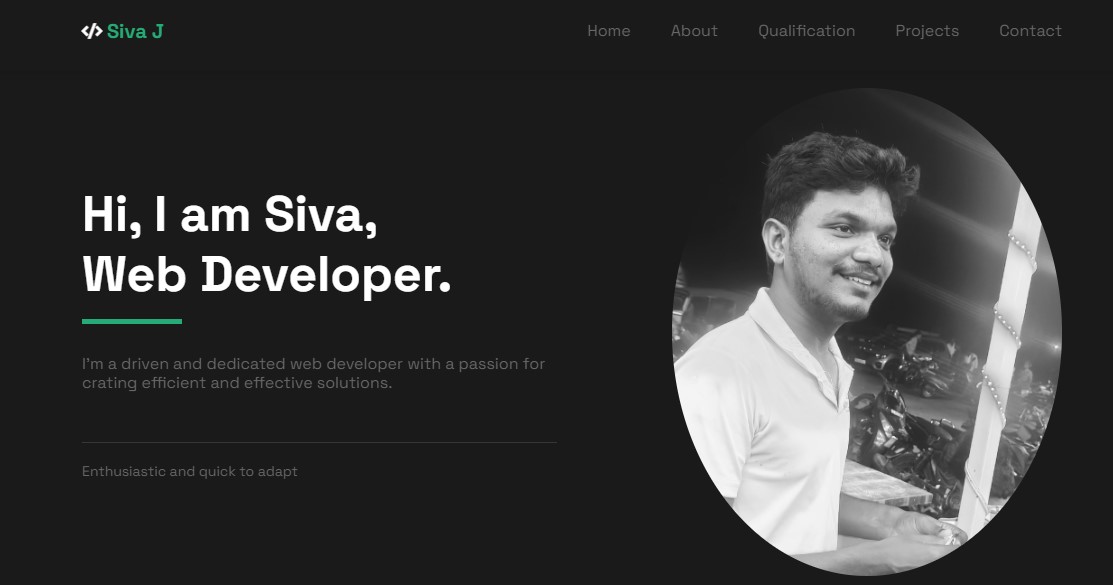 Siva J
Home About Qualification Projects Contact
Hi, I am Siva,
Web Developer.
I'm a driven and dedicated web developer with a passion for
crating efficient and effective solutions.
Enthusiastic and quick to adapt